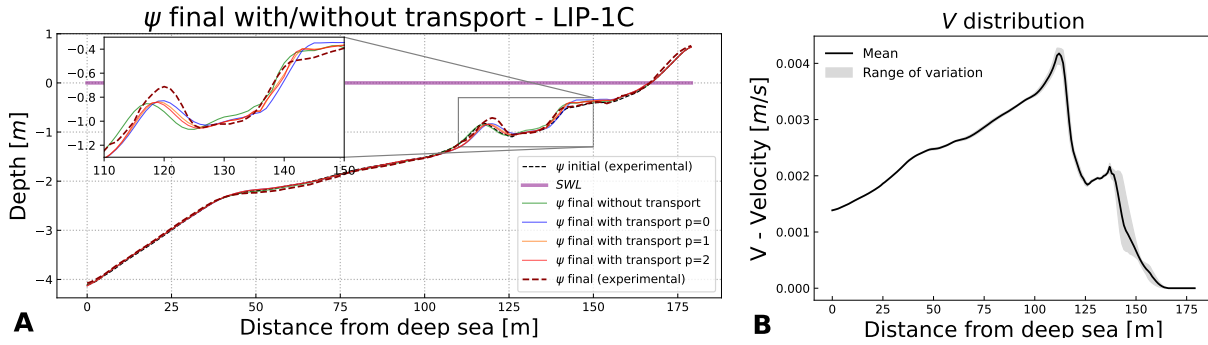 ψ final with/without transport - LIP-1C
1
0
−1
−2
−3
−4
Depth [m]
−0.4
−0.6
−0.8
−1.0
−1.2
110
120
130
140
150
ψ initial (experimental)
SWL
ψ final without transport
ψ final with transport p=0
ψ final with transport p=1
ψ final with transport p=2
ψ final (experimental)
0
25
50
75
100
125
150
175
Distance from deep sea [m]
A
V distribution
Mean
Range of variation
0.004
0.003
0.002
0.001
0.000
V - Velocity [m/s]
0
25
50
75
100
125
150
175
Distance from deep sea [m]
B